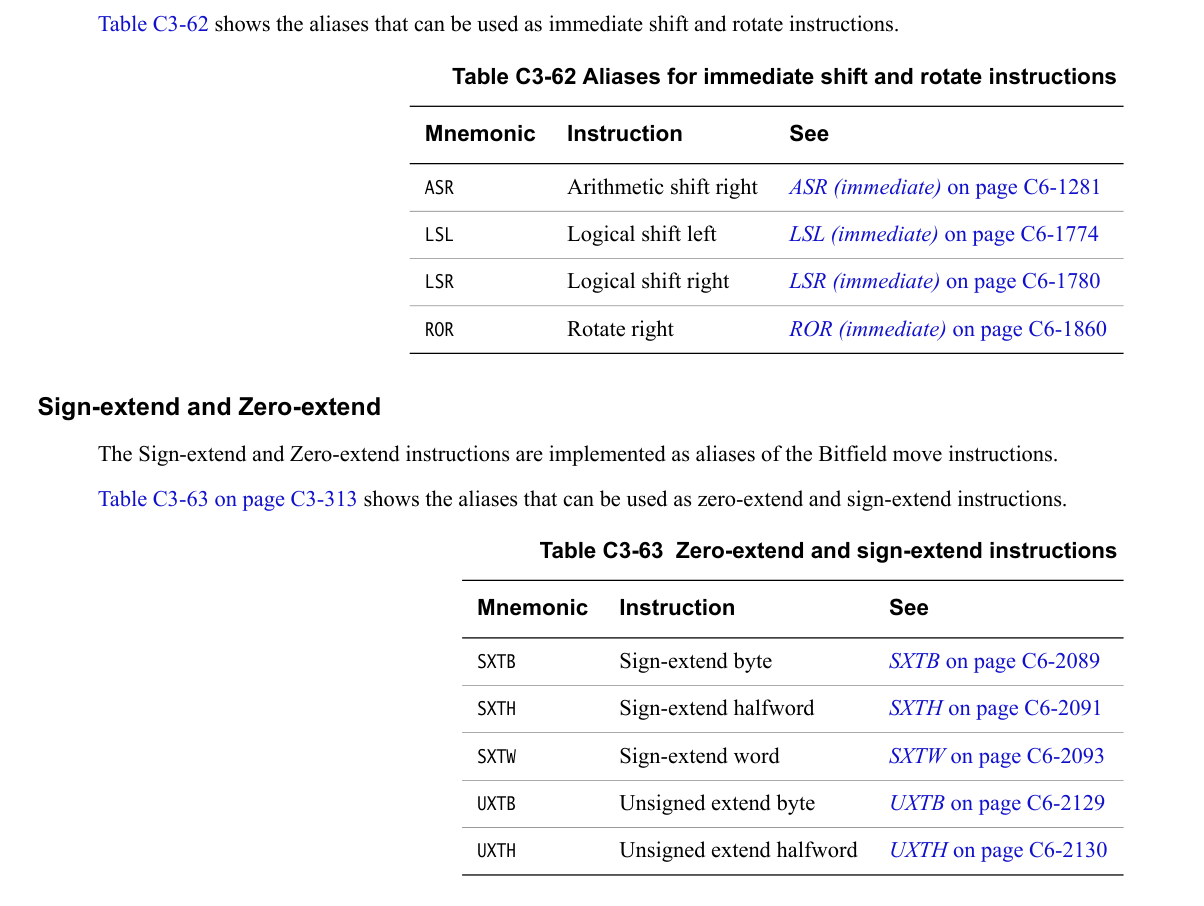 Table C3-62 shows the aliases that can be used as immediate shift and rotate instructions.
Table C3-62 Aliases for immediate shift and rotate instructions
Mnemonic Instruction See
ASR Arithmetic shift right ASR (immediate) on page C6-1281
LSL Logical shift left LSL (immediate) on page C6-1774
LSR Logical shift right LSR (immediate) on page C6-1780
ROR Rotate right ROR (immediate) on page C6-1860
Sign-extend and Zero-extend
The Sign-extend and Zero-extend instructions are implemented as aliases of the Bitfield move instructions.
Table C3-63 on page C3-313 shows the aliases that can be used as zero-extend and sign-extend instructions.
Table C3-63 Zero-extend and sign-extend instructions
Mnemonic Instruction See
SXTB Sign-extend byte SXTB on page C6-2089
SXTH Sign-extend halfword SXTH on page C6-2091
SXTW Sign-extend word SXTW on page C6-2093
UXTB Unsigned extend byte UXTB on page C6-2129
UXTH Unsigned extend halfword UXTH on page C6-2130